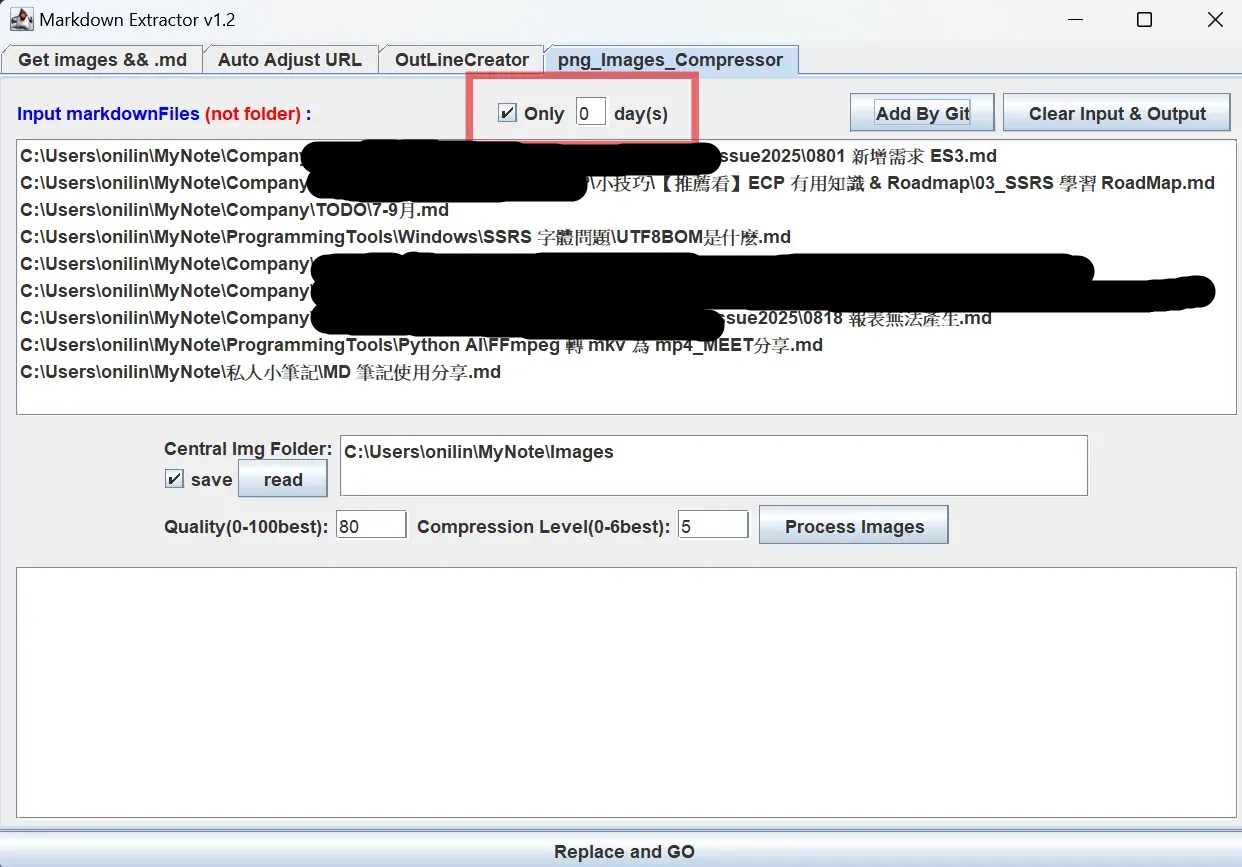 Markdown Extractor v1.2
Get images && .md
Auto Adjust URL
OutLineCreator
png_Images_Compressor
Input markdownFiles (not folder) :
Only 0 day(s)
Add By Git
Clear Input & Output
C:\Users\onilin\MyNote\Company ssue2025\0801 新增需求 ES3.md
C:\Users\onilin\MyNote\Company \小技巧\【推薦看】ECP 有用知識 & Roadmap\03_SSRS 學習 RoadMap.md
C:\Users\onilin\MyNote\Company\TODO\7-9月.md
C:\Users\onilin\MyNote\ProgrammingTools\Windows\SSRS 字體問題\UTF8BOM是什麼.md
C:\Users\onilin\MyNote\Company\
C:\Users\onilin\MyNote\Company\
C:\Users\onilin\MyNote\Company\ ssue2025\0818 報表無法產生.md
C:\Users\onilin\MyNote\ProgrammingTools\Python AI\FFmpeg 轉 mkv 為 mp4_MEET分享.md
C:\Users\onilin\MyNote\私人小筆記\MD 筆記使用分享.md
Central Img Folder:
C:\Users\onilin\MyNote\Images
save
read
Quality(0-100best): 80
Compression Level(0-6best): 5
Process Images
Replace and GO